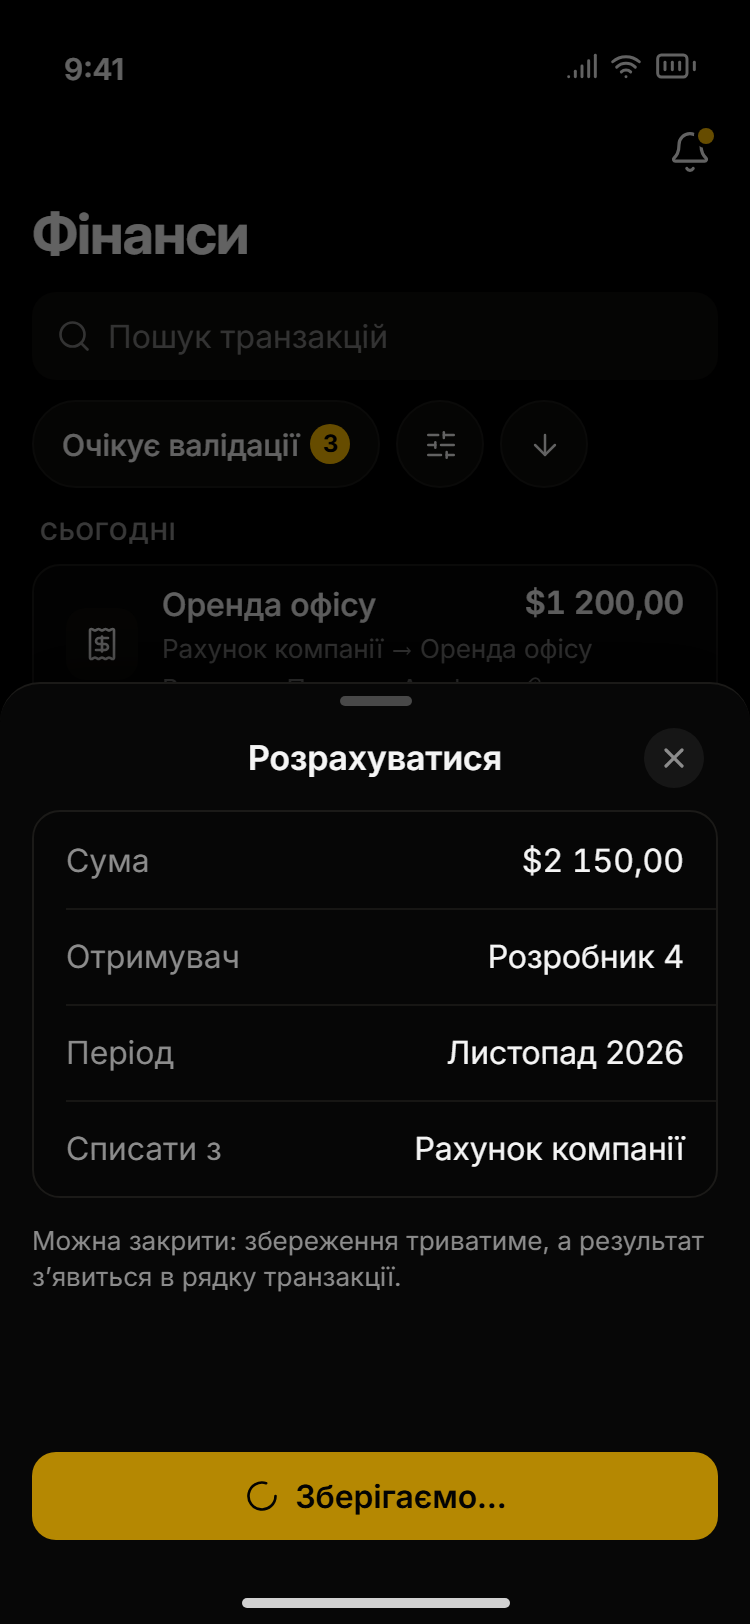 9:41
Фінанси
Пошук транзакцій
Очікує валідації 3
СЬОГОДНІ
Оренда офісу $1 200,00
Рахунок компанії → Оренда офісу
Розрахуватися
Сума $2 150,00
Отримувач Розробник 4
Період Листопад 2026
Списати з Рахунок компанії
Можна закрити: збереження триватиме, а результат
з’явиться в рядку транзакції.
Зберігаємо...